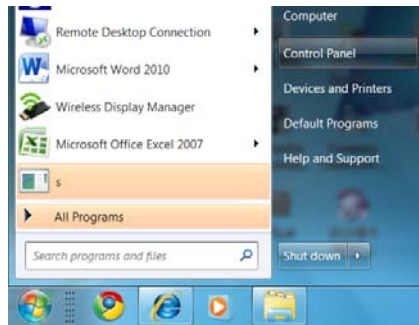 Remote Desktop Connection
Microsoft Word 2010
Wireless Display Manager
Microsoft Office Excel 2007
s
All Programs
Search programs and files
Computer
Control Panel
Devices and Printers
Default Programs
Help and Support
Shut down